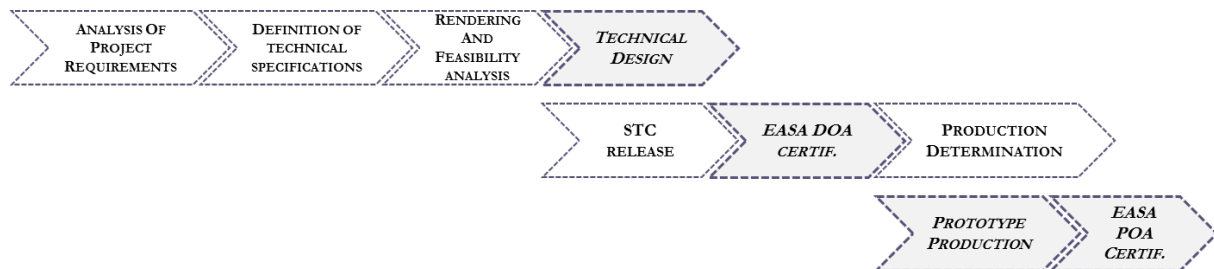 ANALYSIS OF
PROJECT
REQUIREMENTS
DEFINITION OF
TECHNICAL
SPECIFICATIONS
RENDERING
AND
FEASIBILITY
ANALYSIS
TECHNICAL
DESIGN
STC
RELEASE
EASA DOA
CERTIF.
PRODUCTION
DETERMINATION
PROTOTYPE
PRODUCTION
EASA
POA
CERTIF.